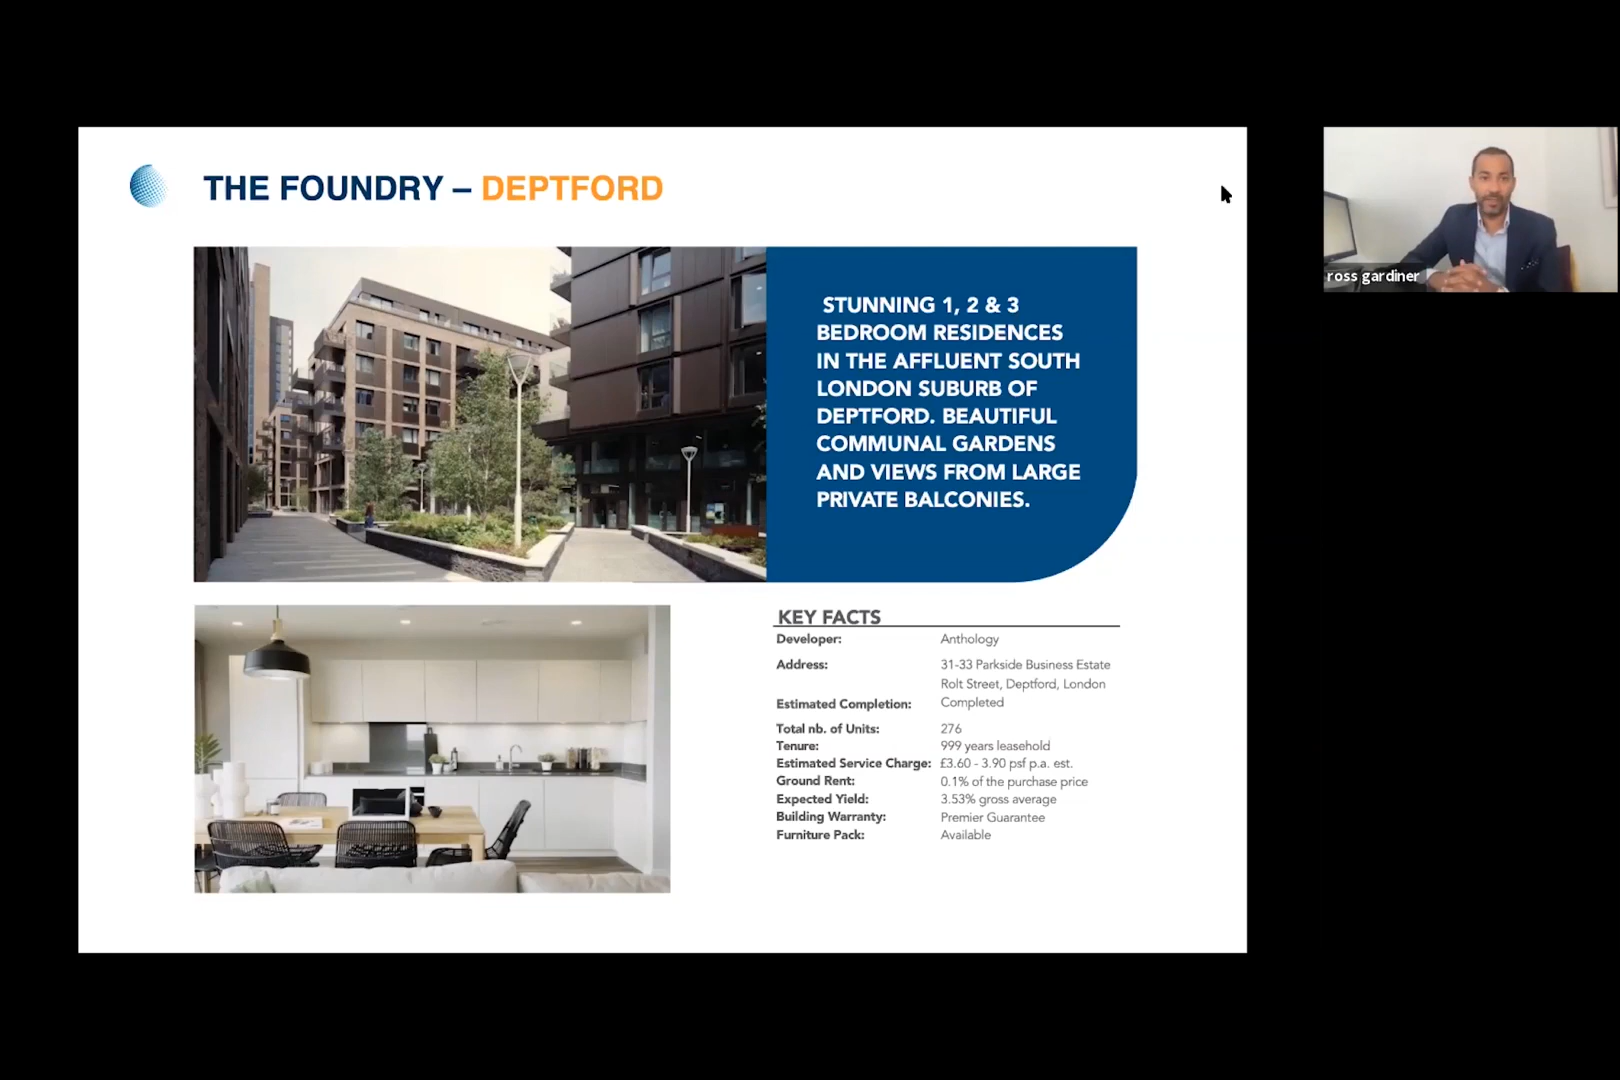 THE FOUNDRY – DEPTFORD
STUNNING 1, 2 & 3
BEDROOM RESIDENCES
IN THE AFFLUENT SOUTH
LONDON SUBURB OF
DEPTFORD. BEAUTIFUL
COMMUNAL GARDENS
AND VIEWS FROM LARGE
PRIVATE BALCONIES.
KEY FACTS
Developer: Anthology
Address: 31-33 Parkside Business Estate
Rolt Street, Deptford, London
Estimated Completion: Completed
Total nb. of Units: 276
Tenure: 999 years leasehold
Estimated Service Charge: £3.60 - 3.90 psf p.a. est.
Ground Rent: 0.1% of the purchase price
Expected Yield: 3.53% gross average
Building Warranty: Premier Guarantee
Furniture Pack: Available
ross gardiner